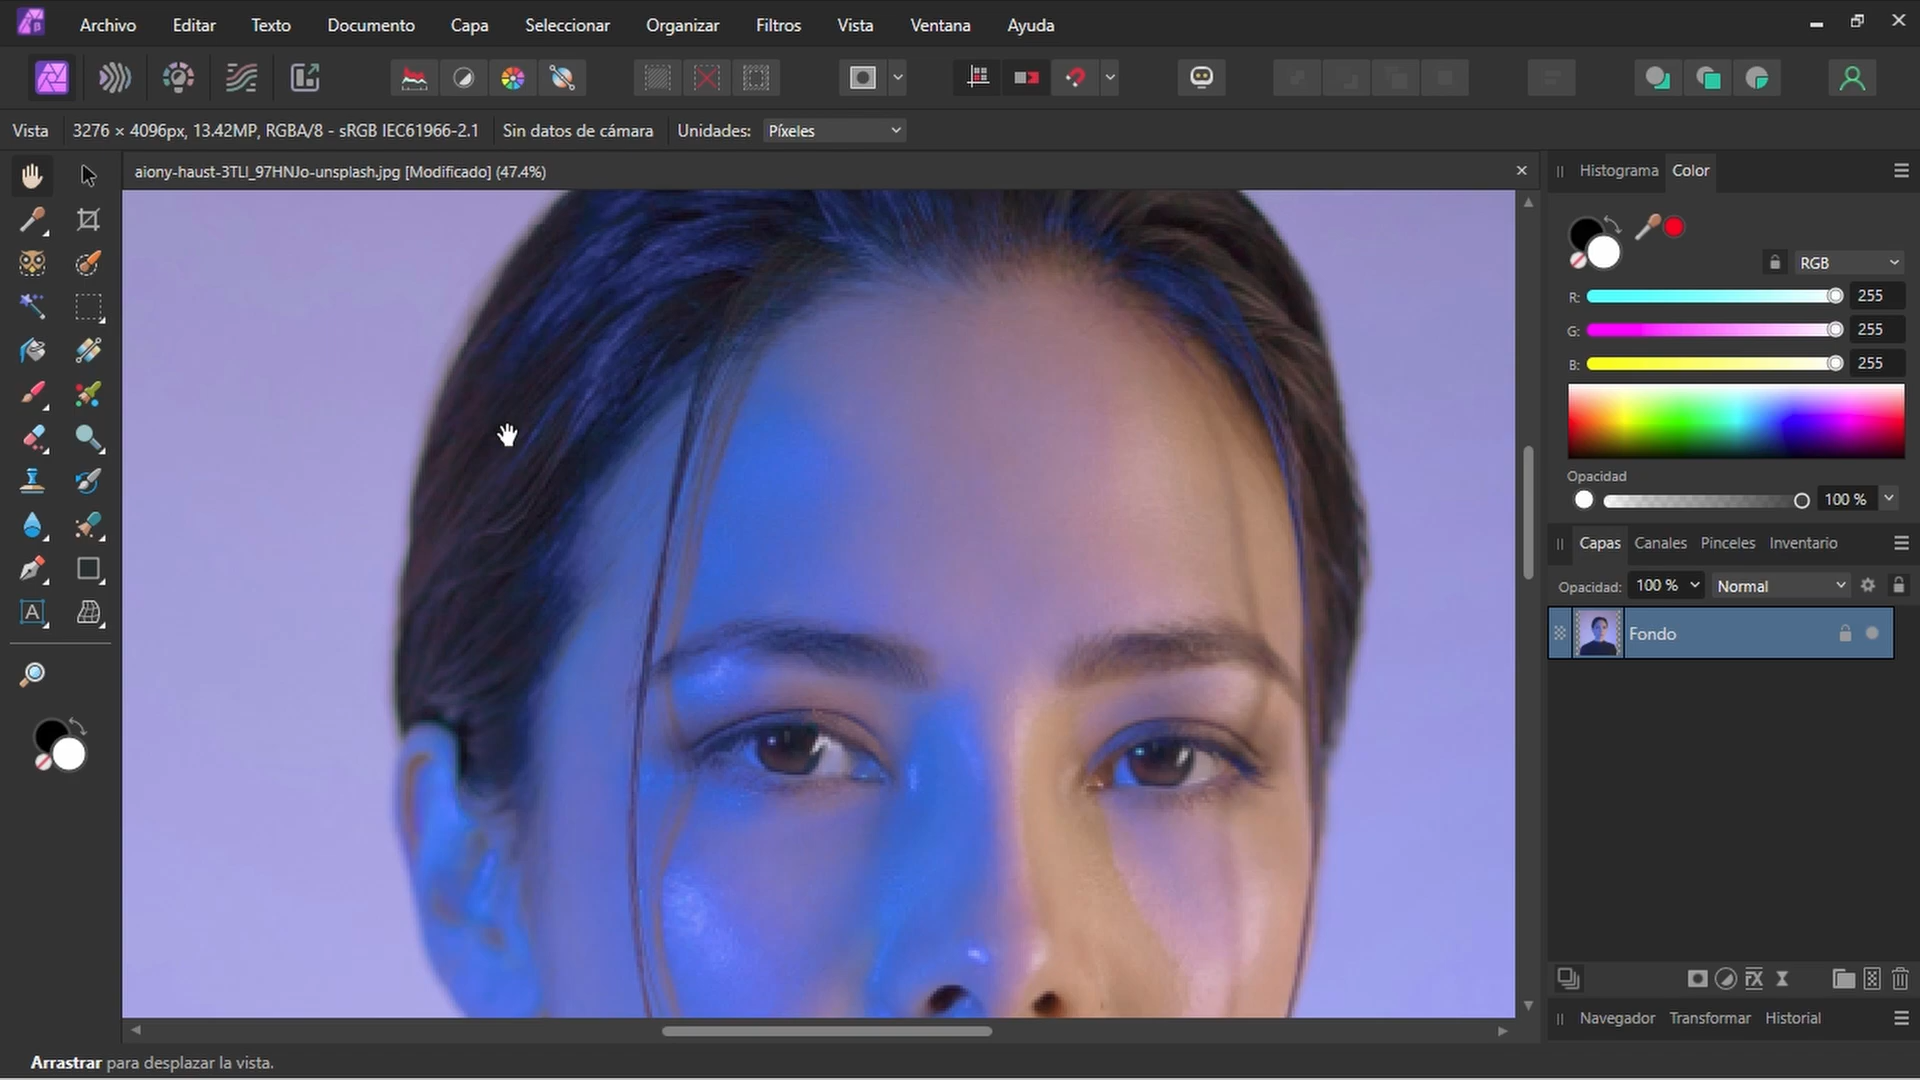 Archivo Editar Texto Documento Capa Seleccionar Organizar Filtros Vista Ventana Ayuda
Vista 3276 × 4096px, 13.42MP, RGBA/8 - sRGB IEC61966-2.1 Sin datos de cámara Unidades: Píxeles
aiony-haust-3TLl_97HNJo-unsplash.jpg [Modificado] (47.4%)
Histograma Color
RGB
R: 255
G: 255
B: 255
Opacidad
100 %
Capas Canales Pinceles Inventario
Opacidad: 100 % Normal
Fondo
Navegador Transformar Historial
Arrastrar para desplazar la vista.